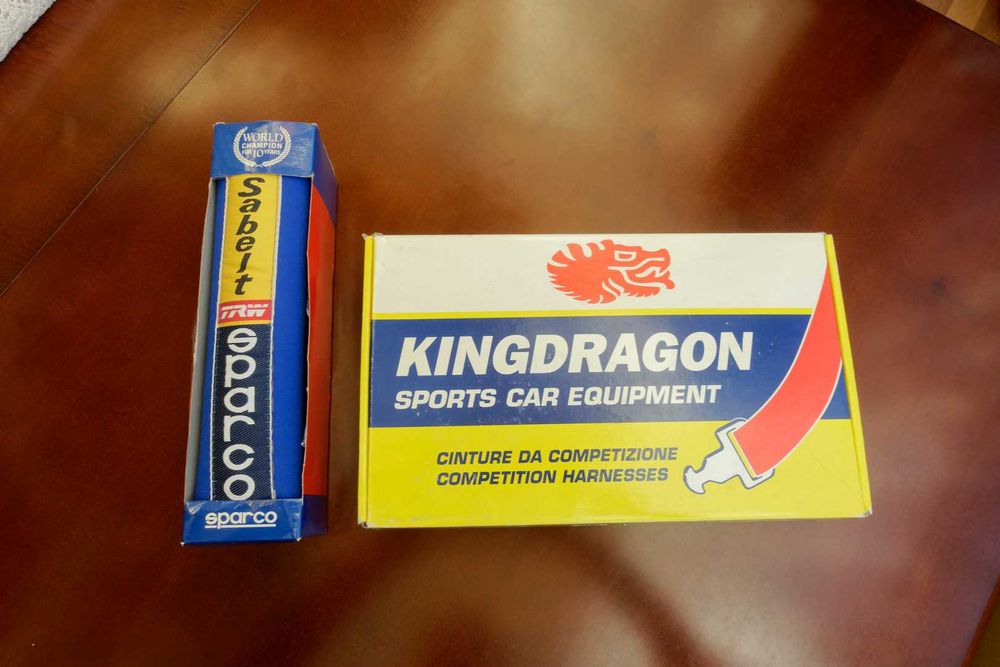 WORLD
CHAMPION
FOR 10 YEARS
Sabelt
TRW
sparco
sparco
KINGDRAGON
SPORTS CAR EQUIPMENT
CINTURE DA COMPETIZIONE
COMPETITION HARNESSES